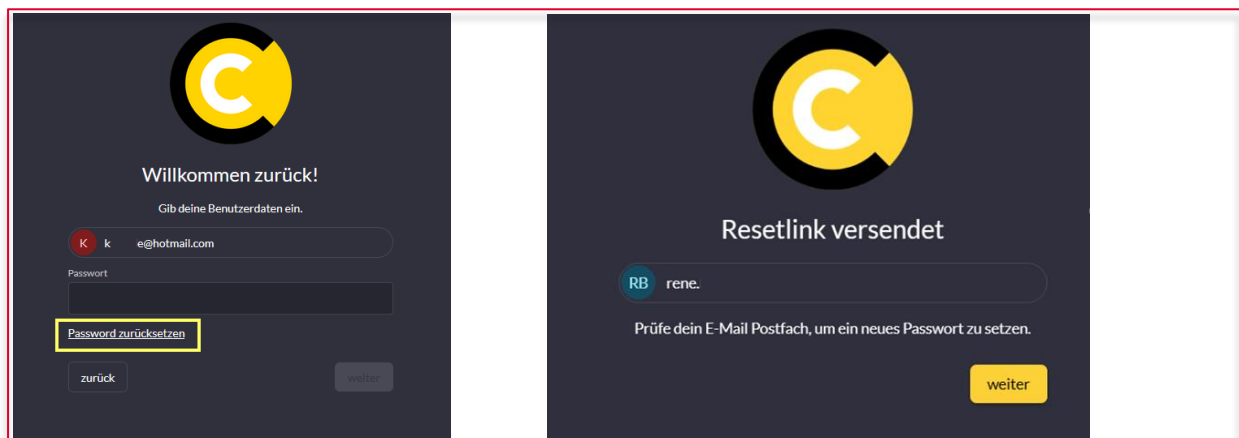 C
Willkommen zurück!
Gib deine Benutzerdaten ein.
K k e@hotmail.com
Passwort
Password zurücksetzen
zurück weiter
C
Resetlink versendet
RB rene.
Prüfe dein E-Mail Postfach, um ein neues Passwort zu setzen.
weiter